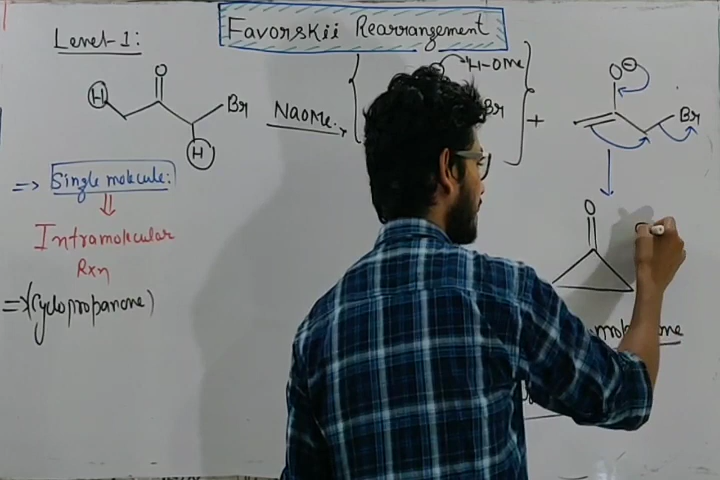 Favorskii Rearrangement
Level-1:
H
O
Br
H
NaOMe
H-OMe
Br
+
O⊖
Br
=> Single molecule:
Intramolecular
Rxn
=> (Cyclopropanone)
O